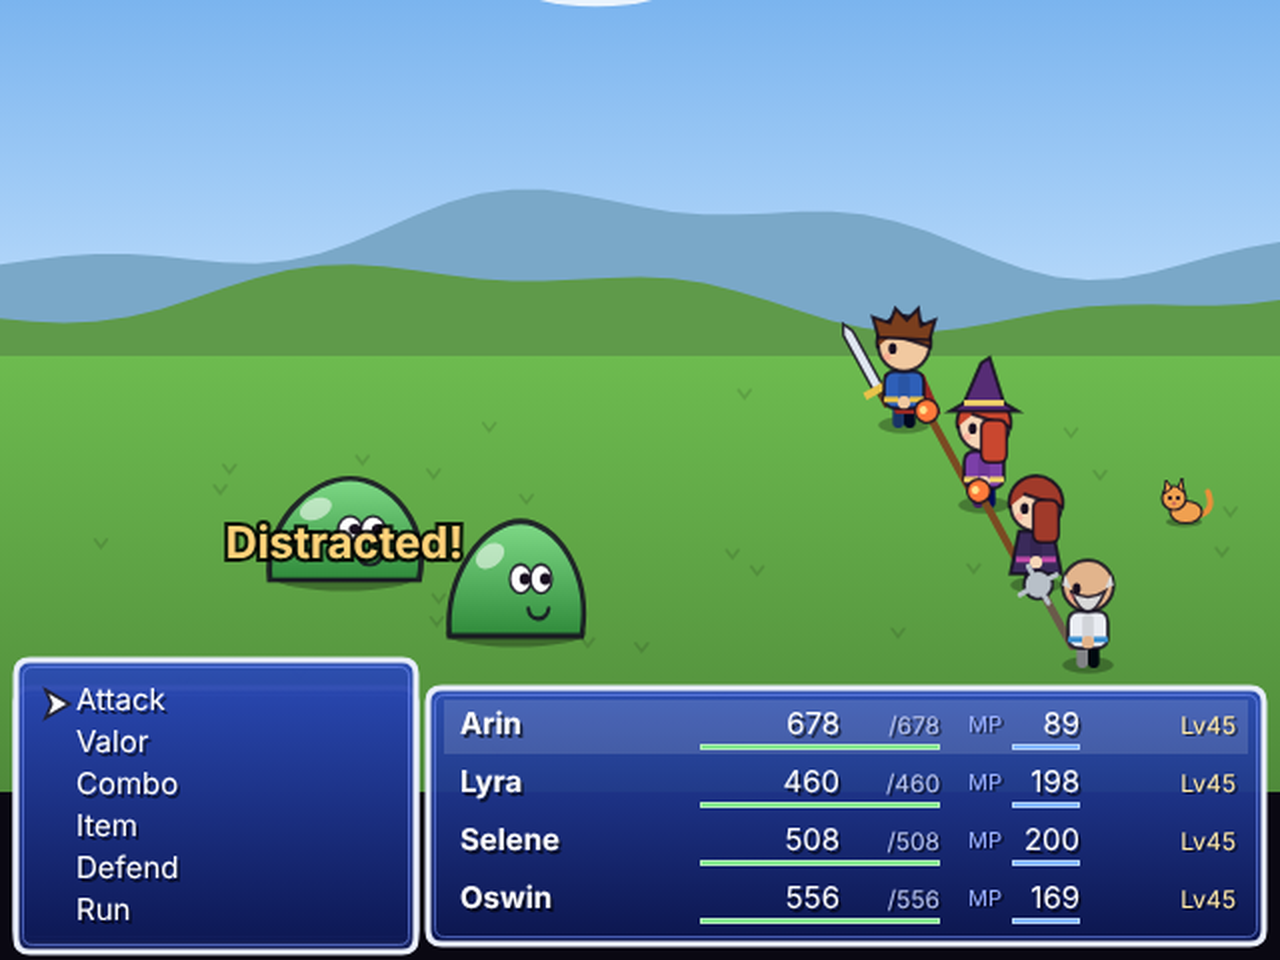 Distracted!
Attack
Valor
Combo
Item
Defend
Run
Arin 678 /678 MP 89 Lv45
Lyra 460 /460 MP 198 Lv45
Selene 508 /508 MP 200 Lv45
Oswin 556 /556 MP 169 Lv45